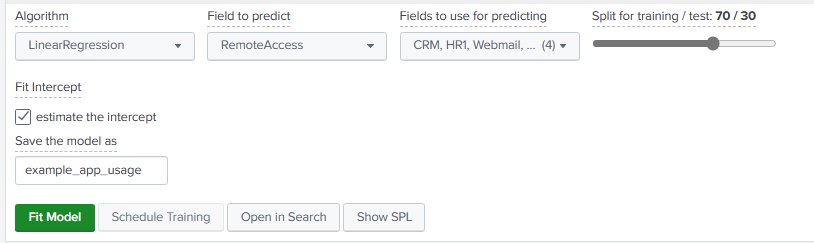 Algorithm Field to predict Fields to use for predicting Split for training / test: 70 / 30
LinearRegression RemoteAccess CRM, HR1, Webmail, ... (4)
Fit Intercept
estimate the intercept
Save the model as
example_app_usage
Fit Model Schedule Training Open in Search Show SPL